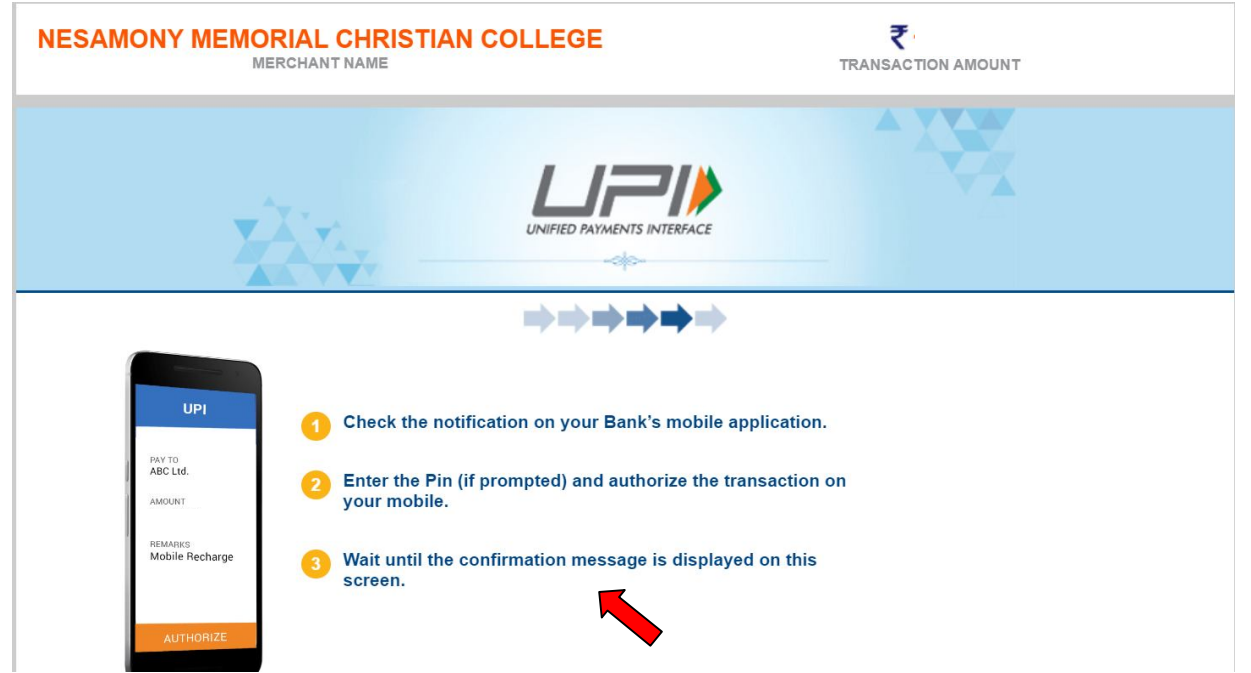 NESAMONY MEMORIAL CHRISTIAN COLLEGE
MERCHANT NAME
₹
TRANSACTION AMOUNT
UPI
UNIFIED PAYMENTS INTERFACE
UPI
PAY TO
ABC Ltd.
AMOUNT
REMARKS
Mobile Recharge
AUTHORIZE
1 Check the notification on your Bank's mobile application.
2 Enter the Pin (if prompted) and authorize the transaction on
your mobile.
3 Wait until the confirmation message is displayed on this
screen.